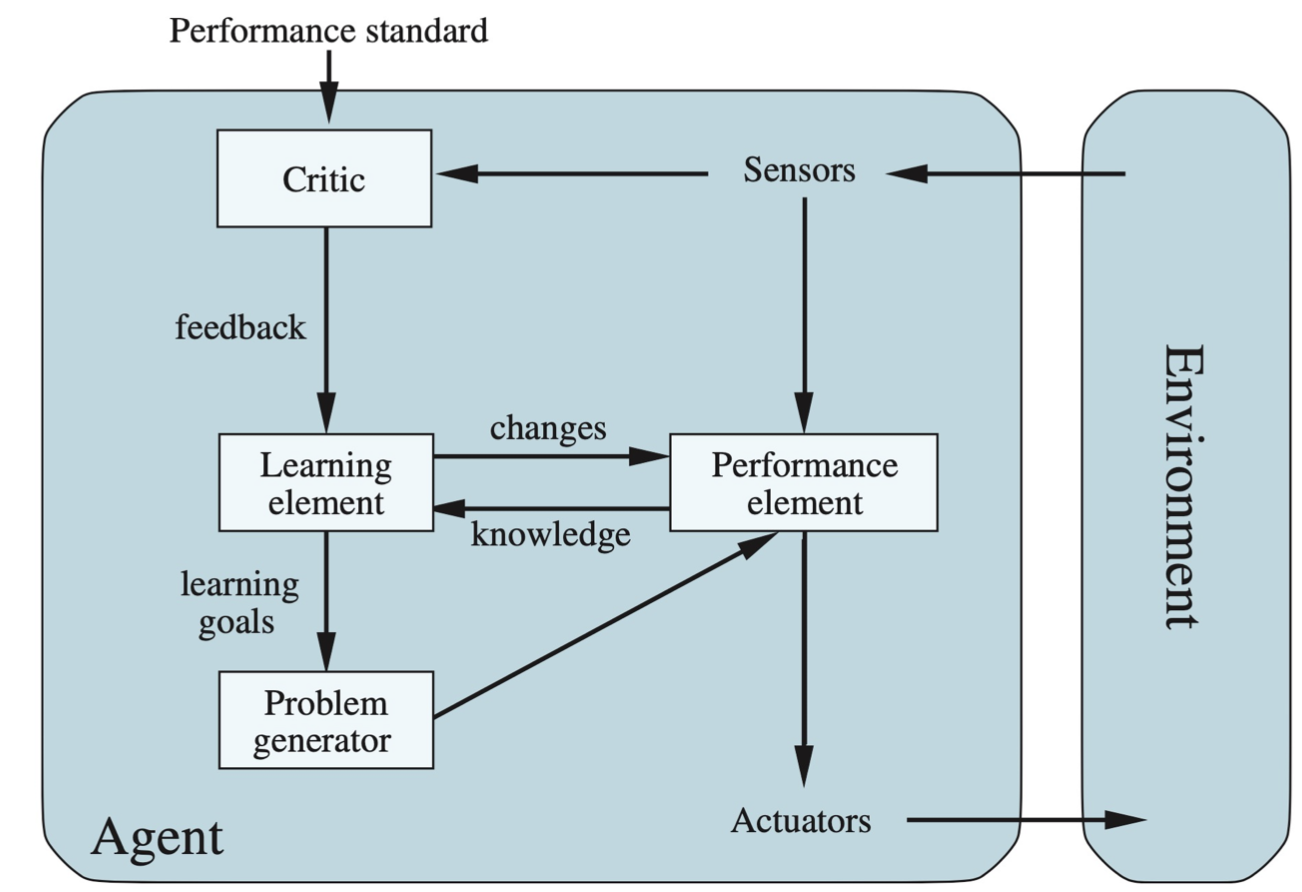 Performance standard
Critic
Sensors
feedback
changes
Learning
element
Performance
element
knowledge
learning
goals
Problem
generator
Agent
Actuators
Environment